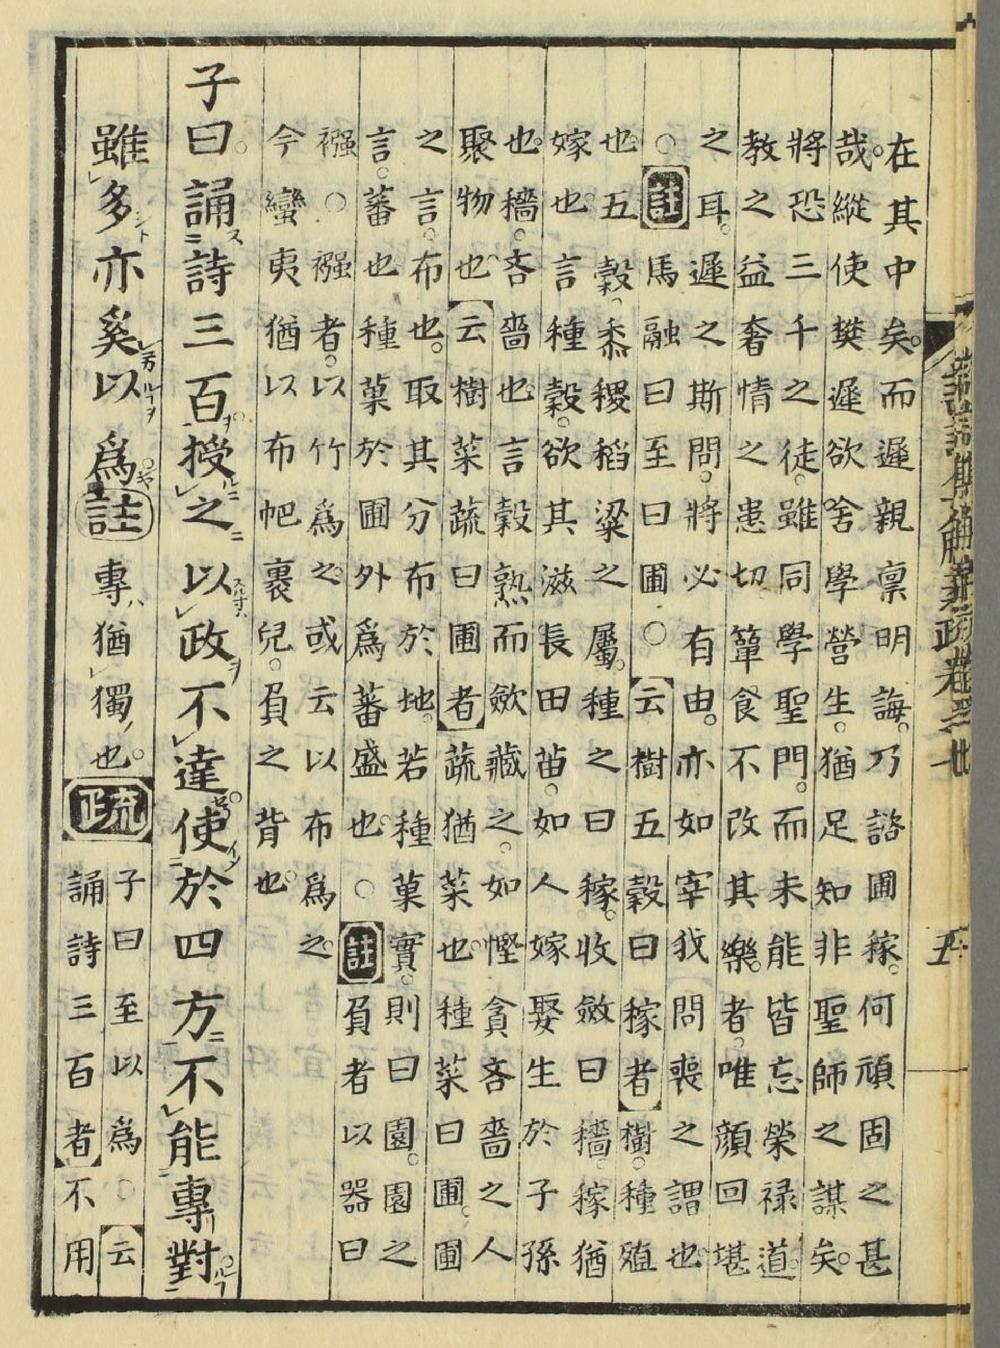 在其中矣。而遲親稟明誨。乃諮圃稼。何頑固之甚
哉。縱使樊遲欲舍學營生。猶足知非聖師之謀矣。
將恐三千之徒。雖同學聖門。而未能皆忘榮祿道。
教之益奢情之患切。簞食不改其樂。者。唯顏回堪
之耳。遲之斯問。將必有由。亦如宰我問喪之謂也。
○註馬融曰至曰圃○云樹五穀曰稼者樹。種殖
也。五穀。黍稷稻粱之屬。種之曰稼。收斂曰穡。稼猶
嫁也。言種穀。欲其滋長田苗。如人嫁娶生於子孫
也。穡。吝嗇也。言穀熟而斂藏之。如慳貪吝嗇之人
聚物也。云樹菜蔬曰圃者蔬猶菜也。種菜曰圃。圃
之言。布也。取其分布於地。若種菓實。則曰園。園之
言。蕃也。種菓於圃外爲蕃盛也。○註負者以器曰
襁○襁者。以竹爲之。或云以布爲之。
今蠻夷猶以布帊裹兒。負之背也。
子曰。誦詩三百授之以政不達使於四方不能專對
雖多亦奚以爲註專猶獨也。疏子曰至以爲○云
誦詩三百者不用